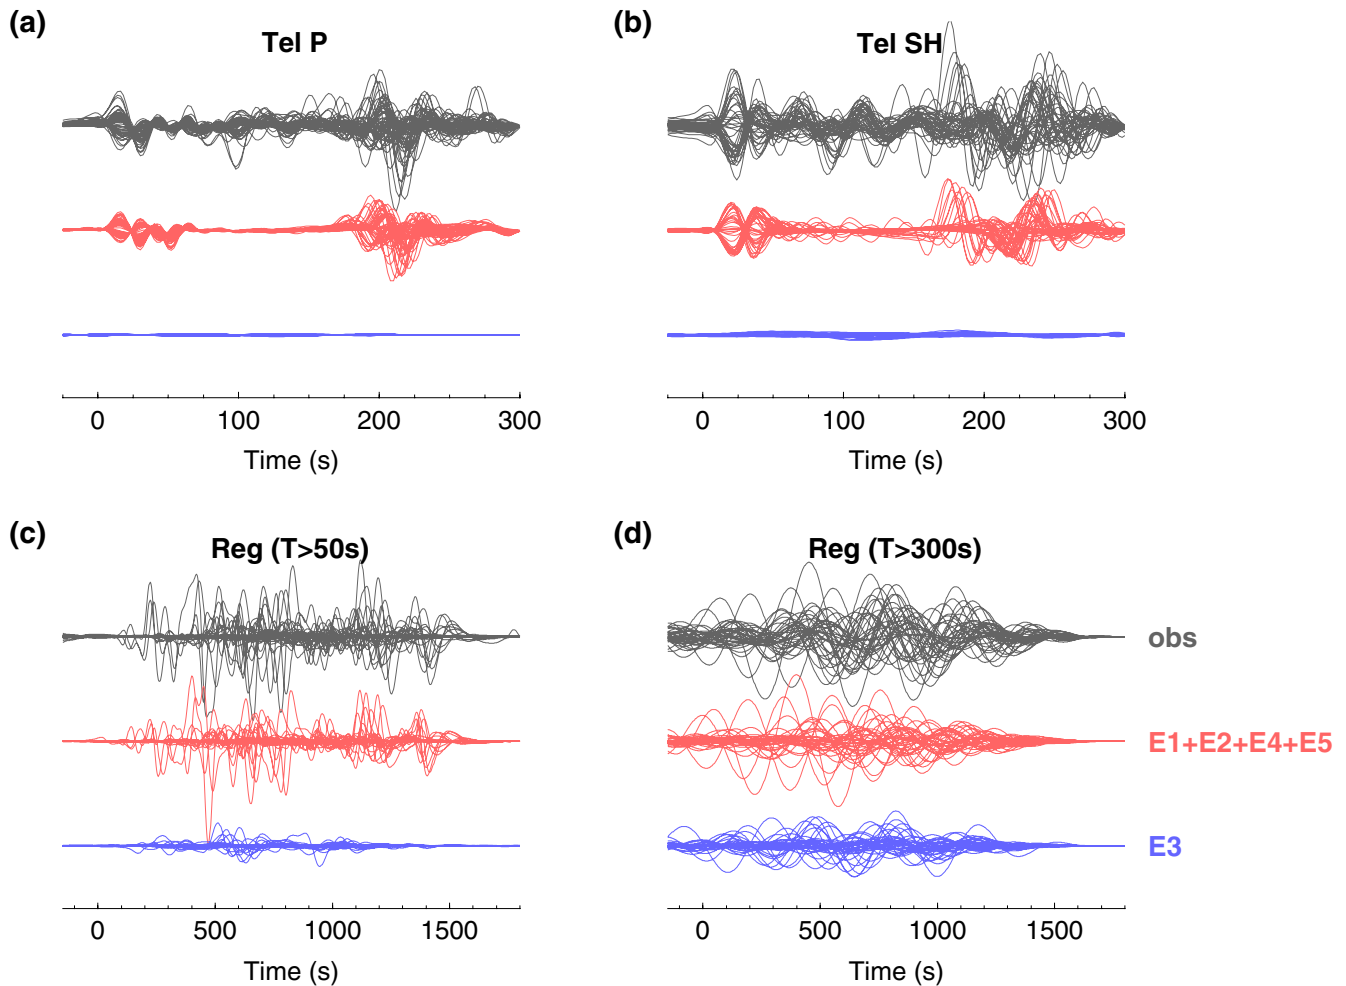 (a)
Tel P
0 100 200 300
Time (s)
(b)
Tel SH
0 100 200 300
Time (s)
(c)
Reg (T>50s)
0 500 1000 1500
Time (s)
(d)
Reg (T>300s)
obs
E1+E2+E4+E5
E3
0 500 1000 1500
Time (s)